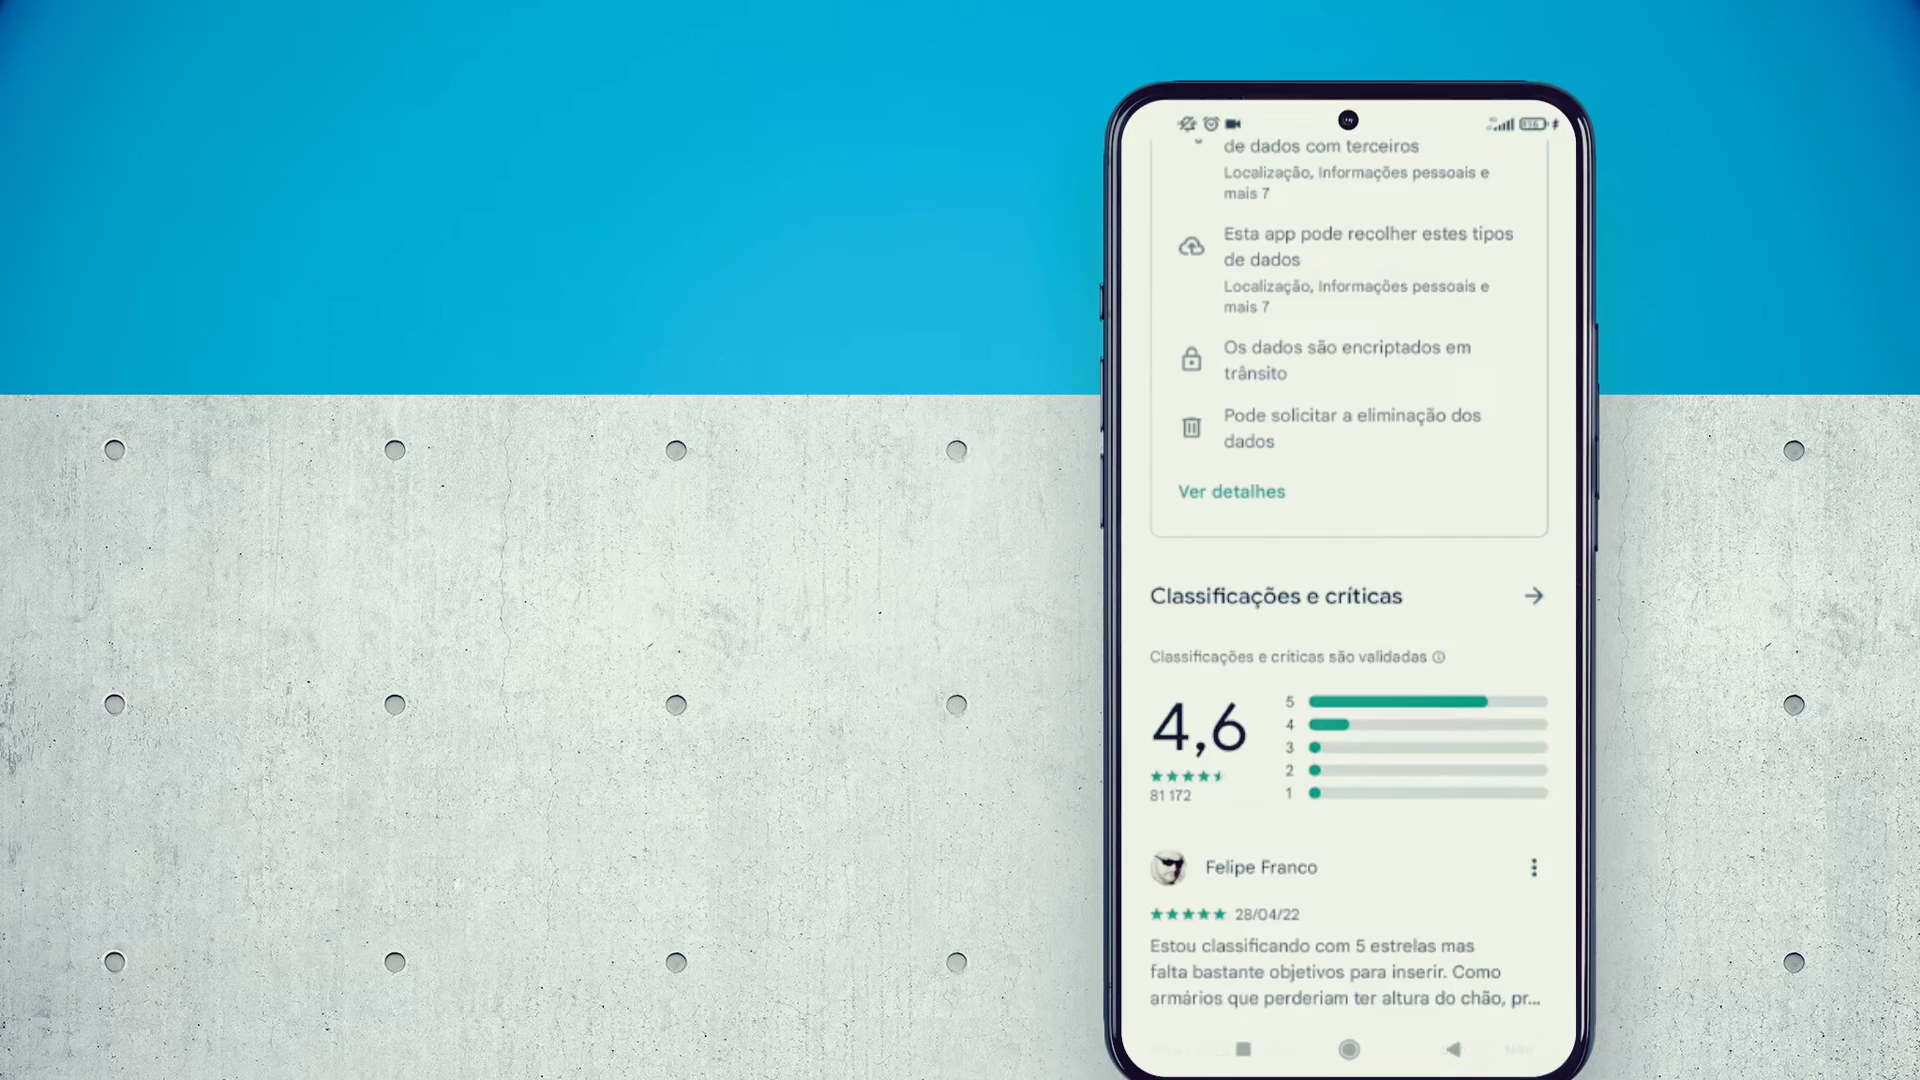 de dados com terceiros
Localização, Informações pessoais e
mais 7
Esta app pode recolher estes tipos
de dados
Localização, Informações pessoais e
mais 7
Os dados são encriptados em
trânsito
Pode solicitar a eliminação dos
dados
Ver detalhes
Classificações e críticas
Classificações e críticas são validadas
4,6
81 172
5
4
3
2
1
Felipe Franco
28/04/22
Estou classificando com 5 estrelas mas
falta bastante objetivos para inserir. Como
armários que perderiam ter altura do chão, pr...